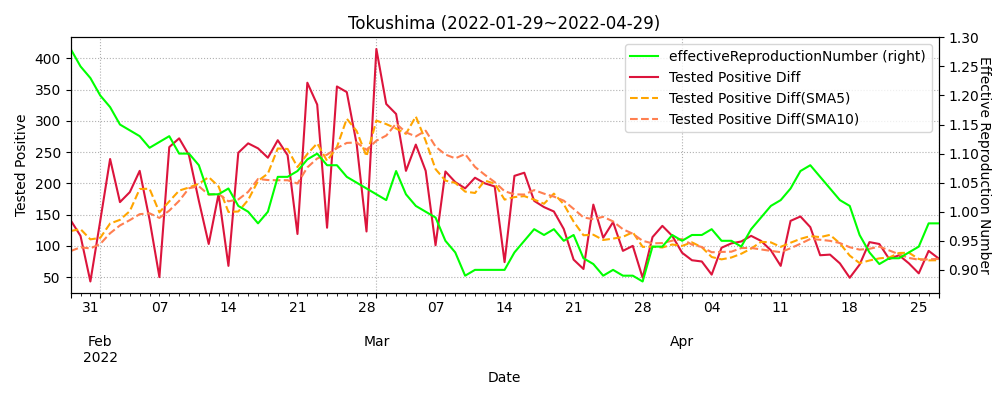 Tokushima (2022-01-29~2022-04-29)
effectiveReproductionNumber (right)
Tested Positive Diff
Tested Positive Diff(SMA5)
Tested Positive Diff(SMA10)
Tested Positive
400
350
300
250
200
150
100
50
Effective Reproduction Number
1.30
1.25
1.20
1.15
1.10
1.05
1.00
0.95
0.90
31 07 14 21 28 07 14 21 28 04 11 18 25
Feb Mar Apr
2022
Date